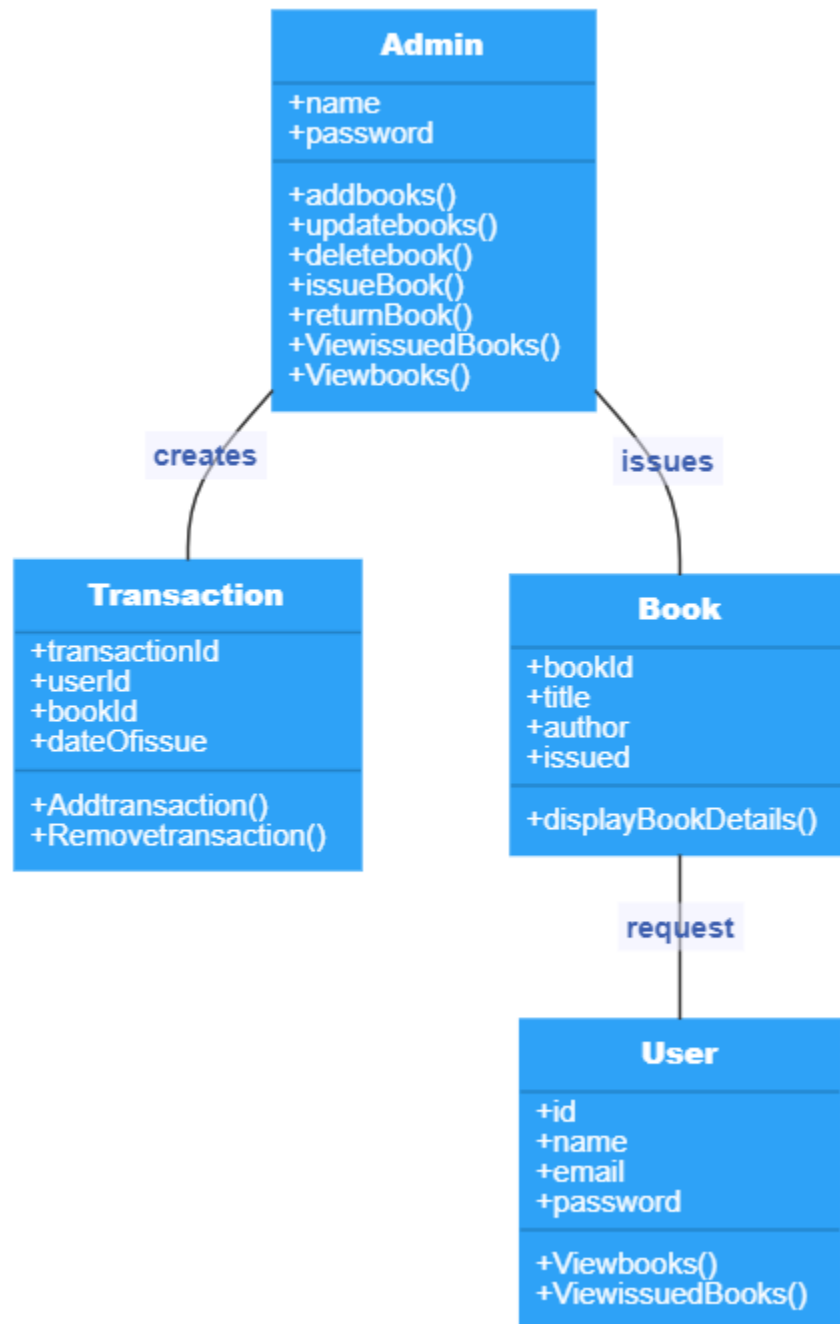 Admin
+name
+password
+addbooks()
+updatebooks()
+deletebook()
+issueBook()
+returnBook()
+ViewissuedBooks()
+Viewbooks()
creates
issues
Transaction
+transactionId
+userId
+bookId
+dateOfissue
+Addtransaction()
+Removetransaction()
Book
+bookId
+title
+author
+issued
+displayBookDetails()
request
User
+id
+name
+email
+password
+Viewbooks()
+ViewissuedBooks()